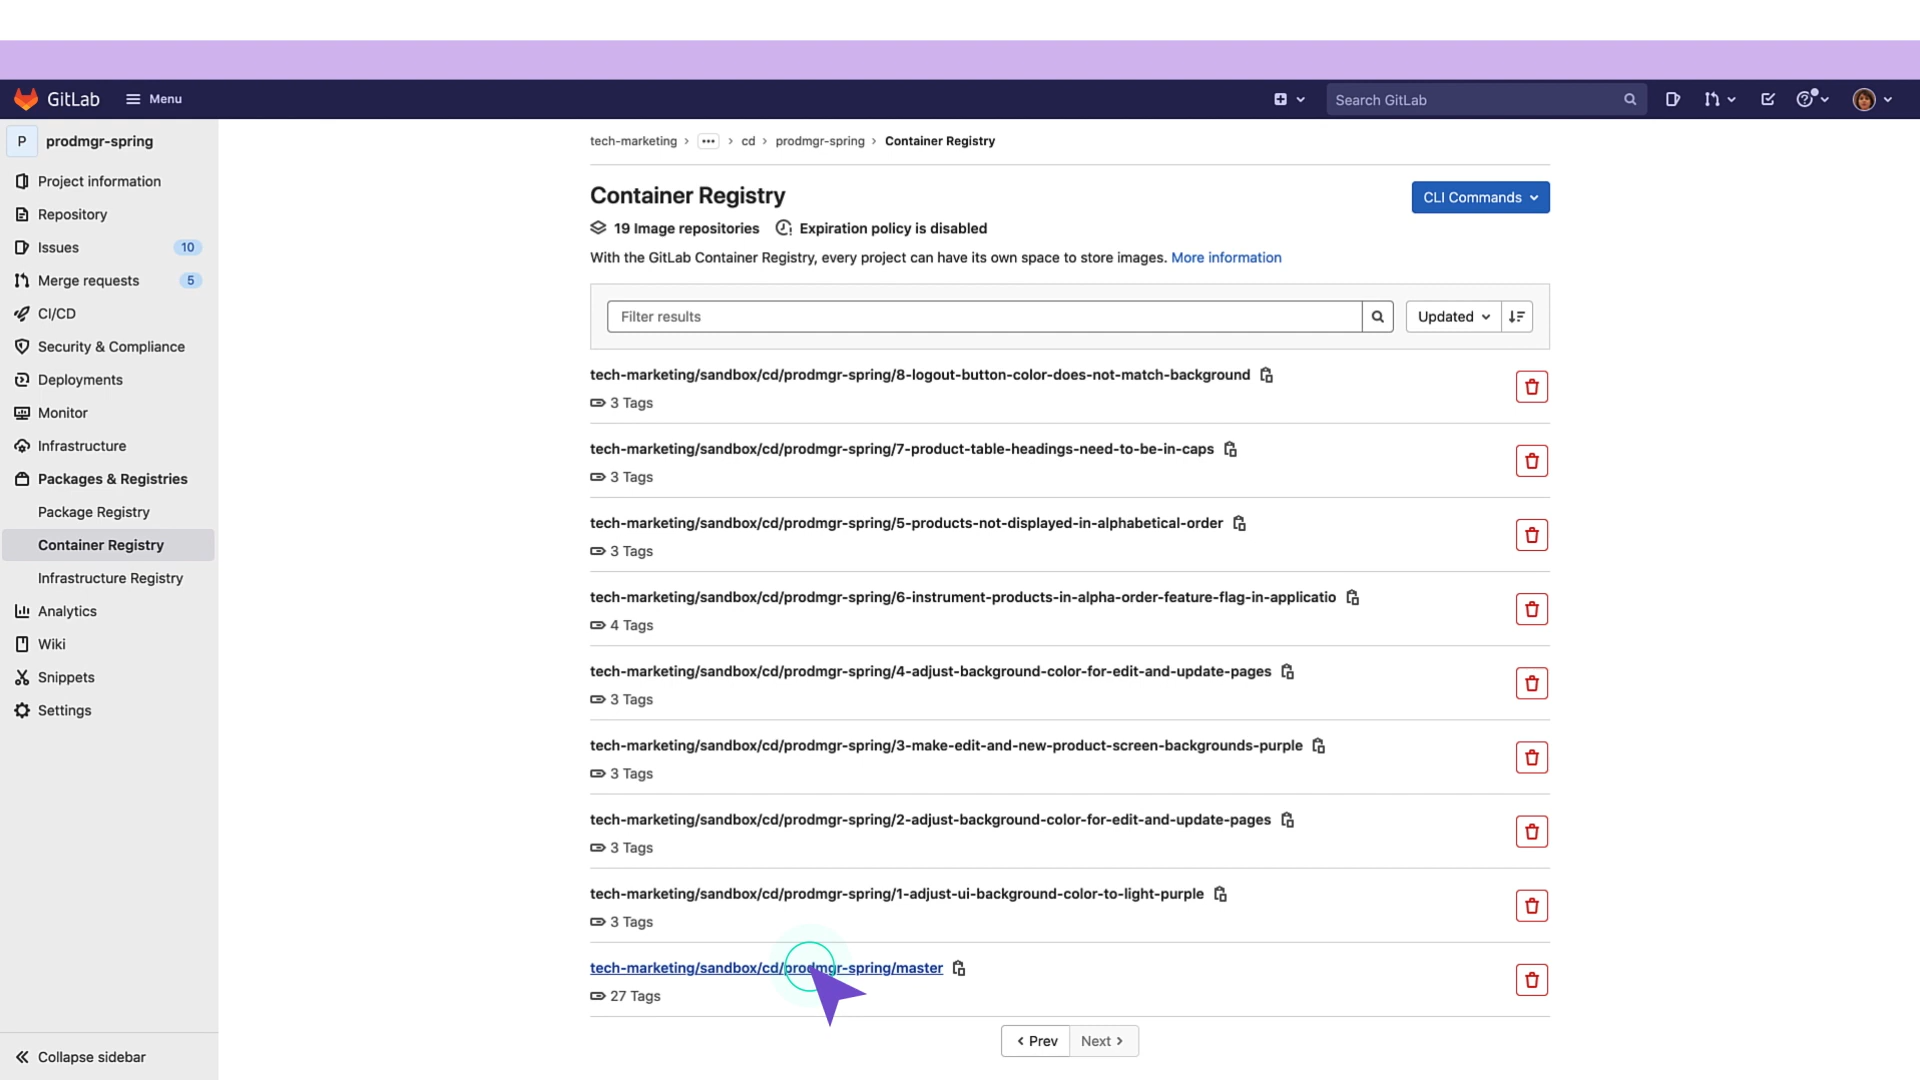 GitLab
Menu
Search GitLab
P prodmgr-spring
Project information
Repository
Issues 10
Merge requests 5
CI/CD
Security & Compliance
Deployments
Monitor
Infrastructure
Packages & Registries
Package Registry
Container Registry
Infrastructure Registry
Analytics
Wiki
Snippets
Settings
Collapse sidebar
tech-marketing › ••• › cd › prodmgr-spring › Container Registry
Container Registry
CLI Commands
19 Image repositories Expiration policy is disabled
With the GitLab Container Registry, every project can have its own space to store images. More information
Filter results
Updated
tech-marketing/sandbox/cd/prodmgr-spring/8-logout-button-color-does-not-match-background
3 Tags
tech-marketing/sandbox/cd/prodmgr-spring/7-product-table-headings-need-to-be-in-caps
3 Tags
tech-marketing/sandbox/cd/prodmgr-spring/5-products-not-displayed-in-alphabetical-order
3 Tags
tech-marketing/sandbox/cd/prodmgr-spring/6-instrument-products-in-alpha-order-feature-flag-in-applicatio
4 Tags
tech-marketing/sandbox/cd/prodmgr-spring/4-adjust-background-color-for-edit-and-update-pages
3 Tags
tech-marketing/sandbox/cd/prodmgr-spring/3-make-edit-and-new-product-screen-backgrounds-purple
3 Tags
tech-marketing/sandbox/cd/prodmgr-spring/2-adjust-background-color-for-edit-and-update-pages
3 Tags
tech-marketing/sandbox/cd/prodmgr-spring/1-adjust-ui-background-color-to-light-purple
3 Tags
tech-marketing/sandbox/cd/prodmgr-spring/master
27 Tags
Prev Next